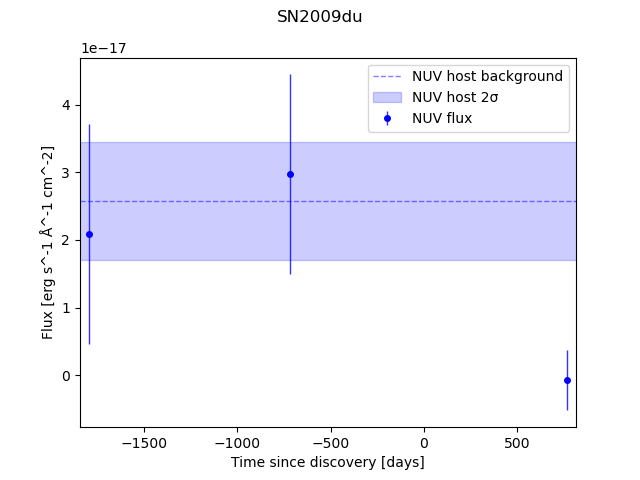 SN2009du
1e−17
NUV host background
NUV host 2σ
NUV flux
4
3
2
1
0
Flux [erg s^-1 Å^-1 cm^-2]
−1500
−1000
−500
0
500
Time since discovery [days]